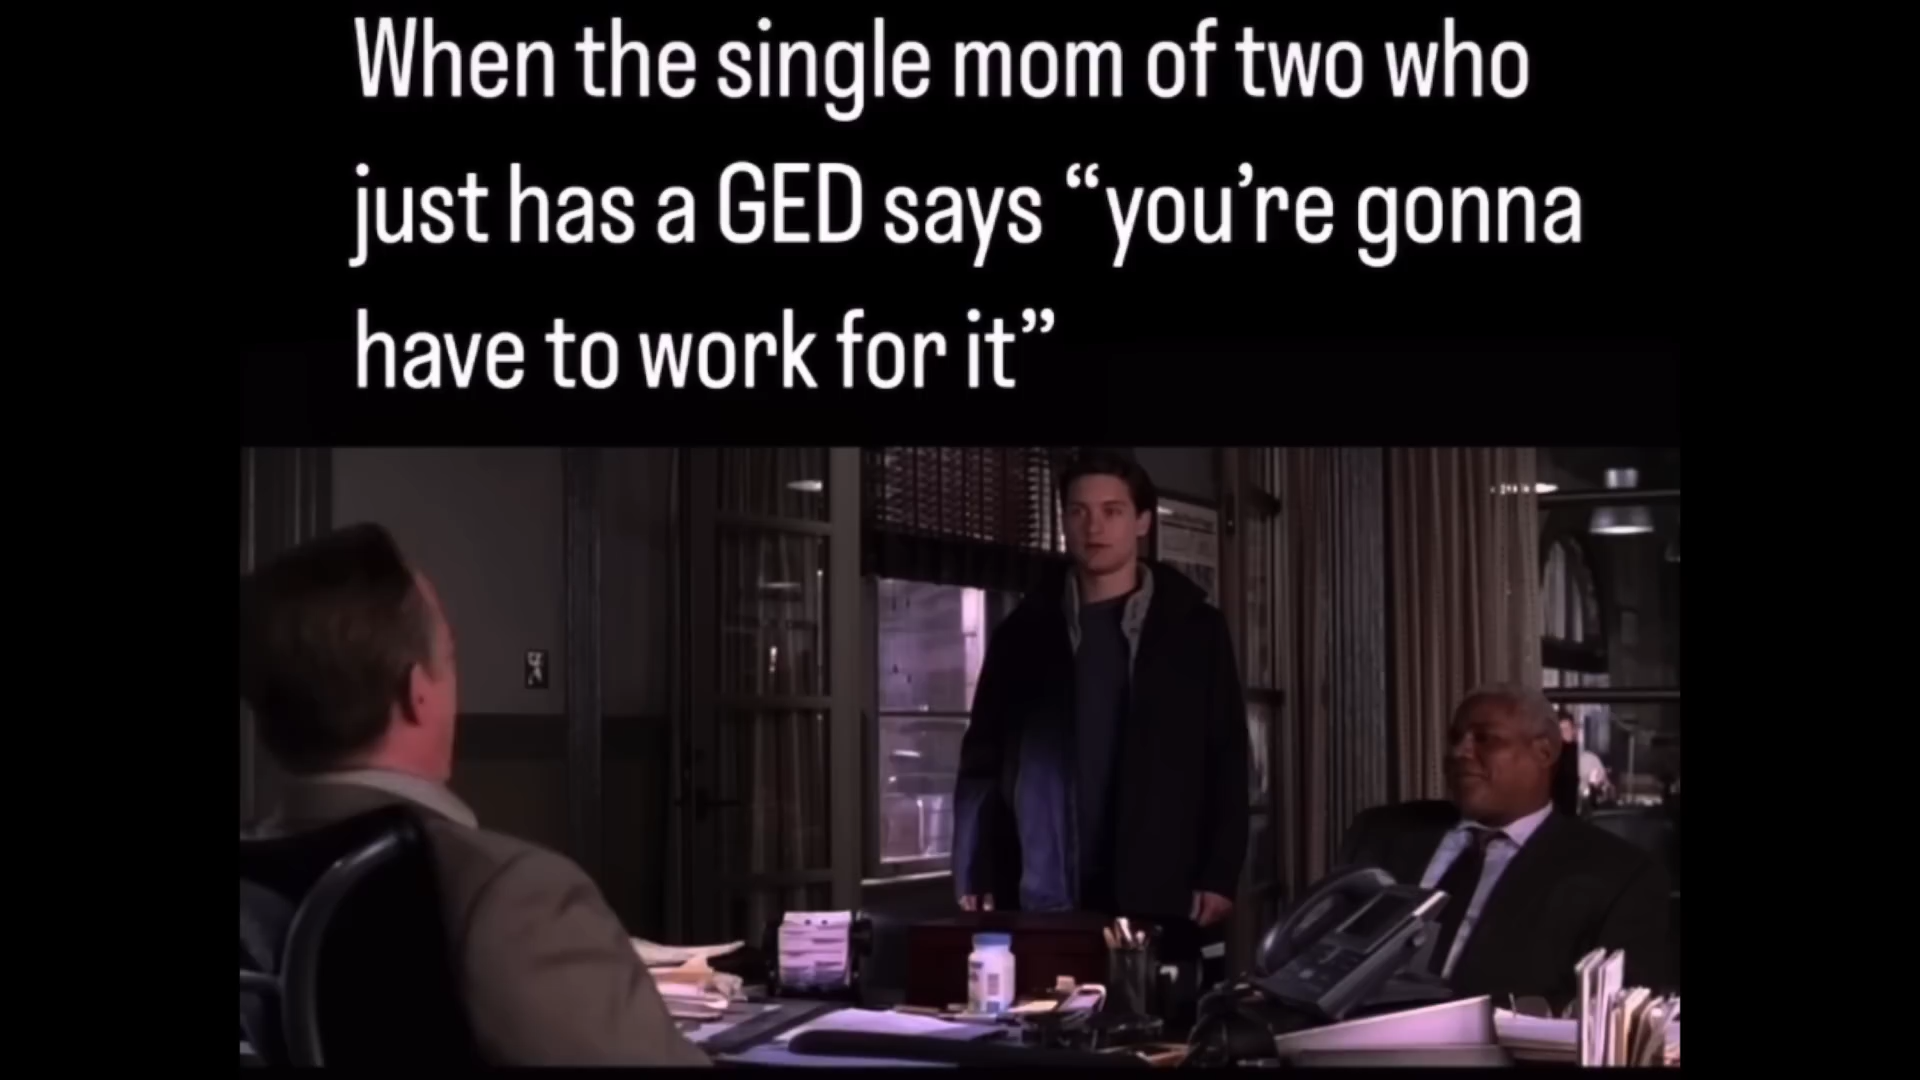 When the single mom of two who
just has a GED says “you’re gonna
have to work for it”